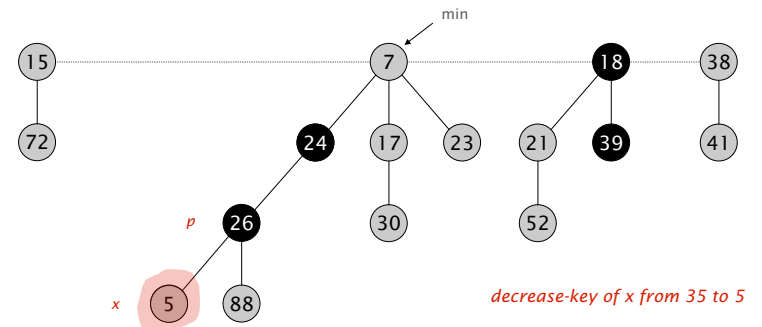 min
15 7 18 38
72 24 17 23 21 39 41
p 26 30 52
x 5 88 decrease-key of x from 35 to 5